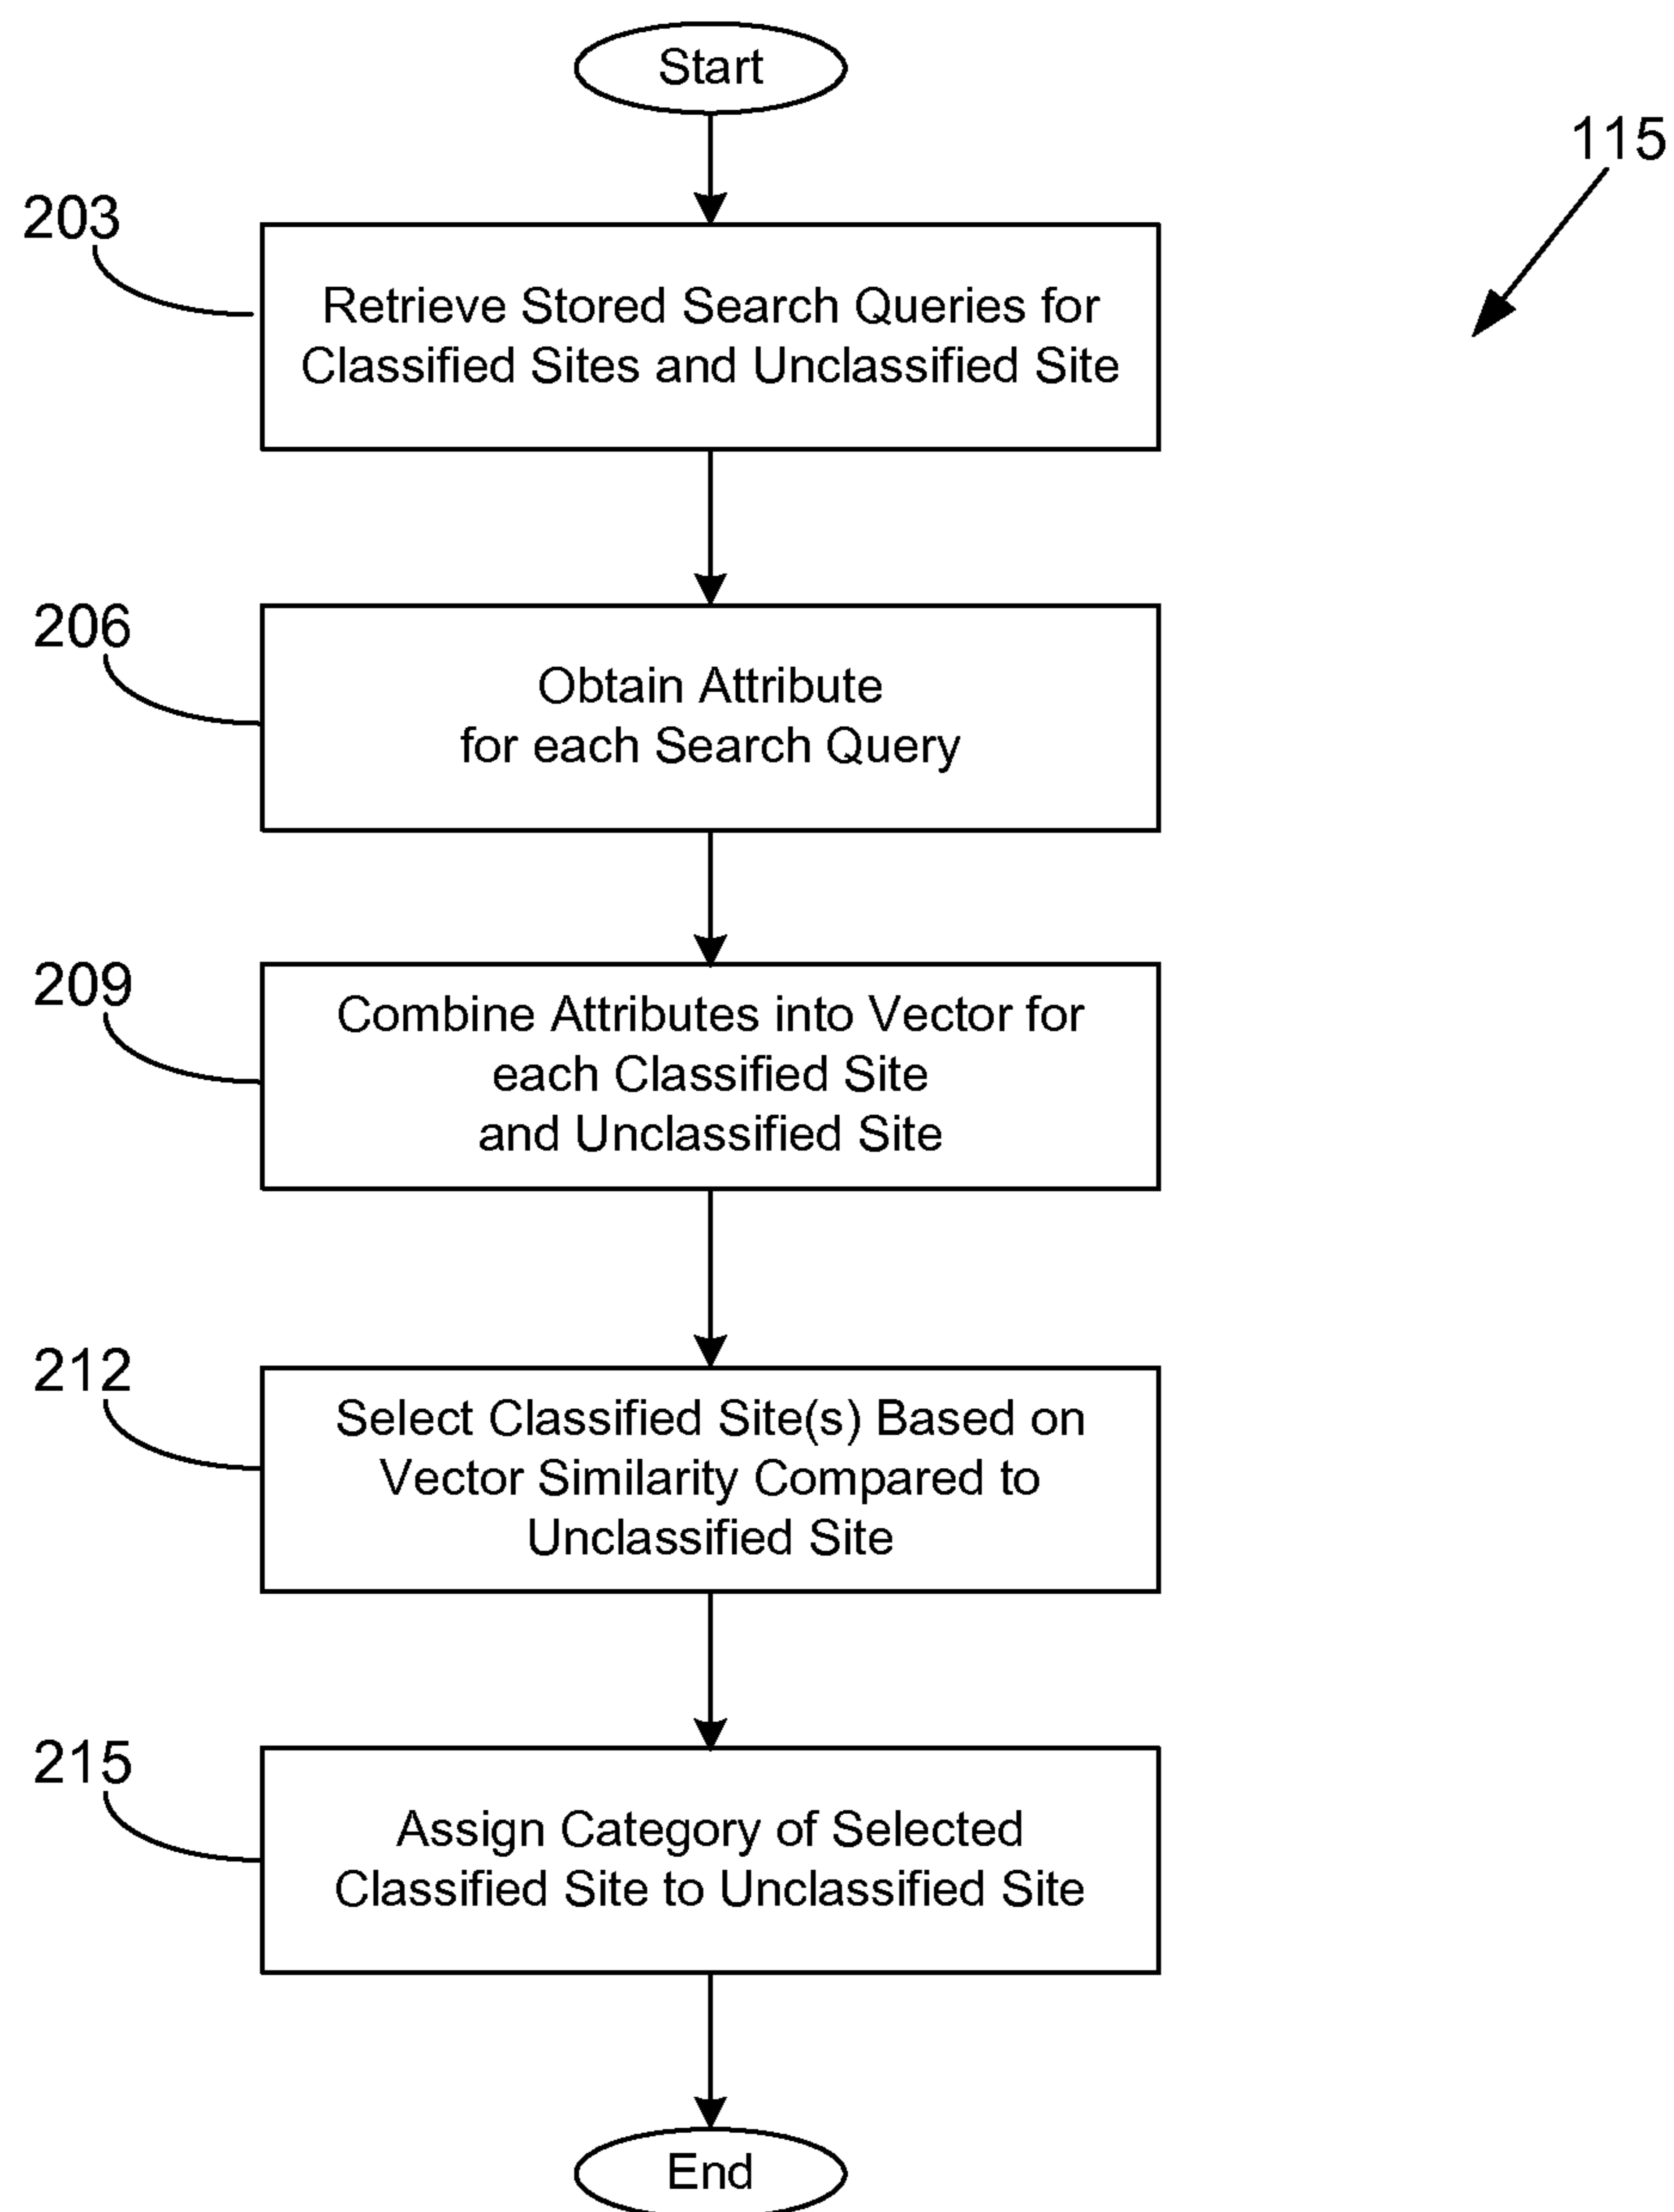 Start
115
203
Retrieve Stored Search Queries for
Classified Sites and Unclassified Site
206
Obtain Attribute
for each Search Query
209
Combine Attributes into Vector for
each Classified Site
and Unclassified Site
212
Select Classified Site(s) Based on
Vector Similarity Compared to
Unclassified Site
215
Assign Category of Selected
Classified Site to Unclassified Site
End